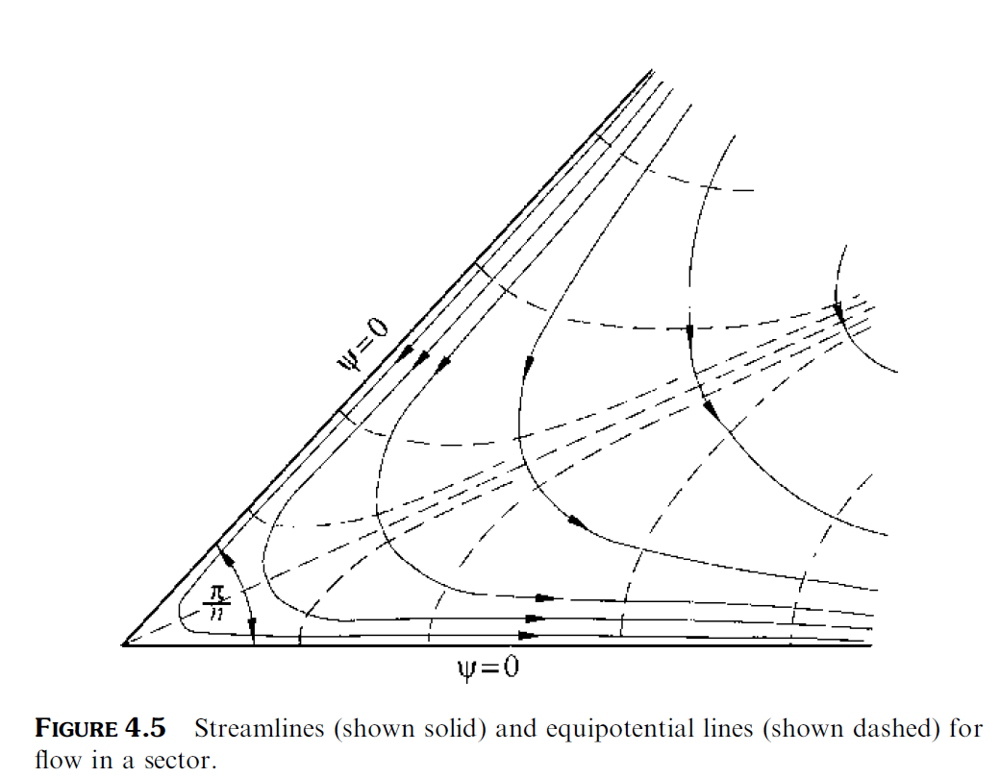 ψ=0
π
n
ψ=0
FIGURE 4.5 Streamlines (shown solid) and equipotential lines (shown dashed) for
flow in a sector.